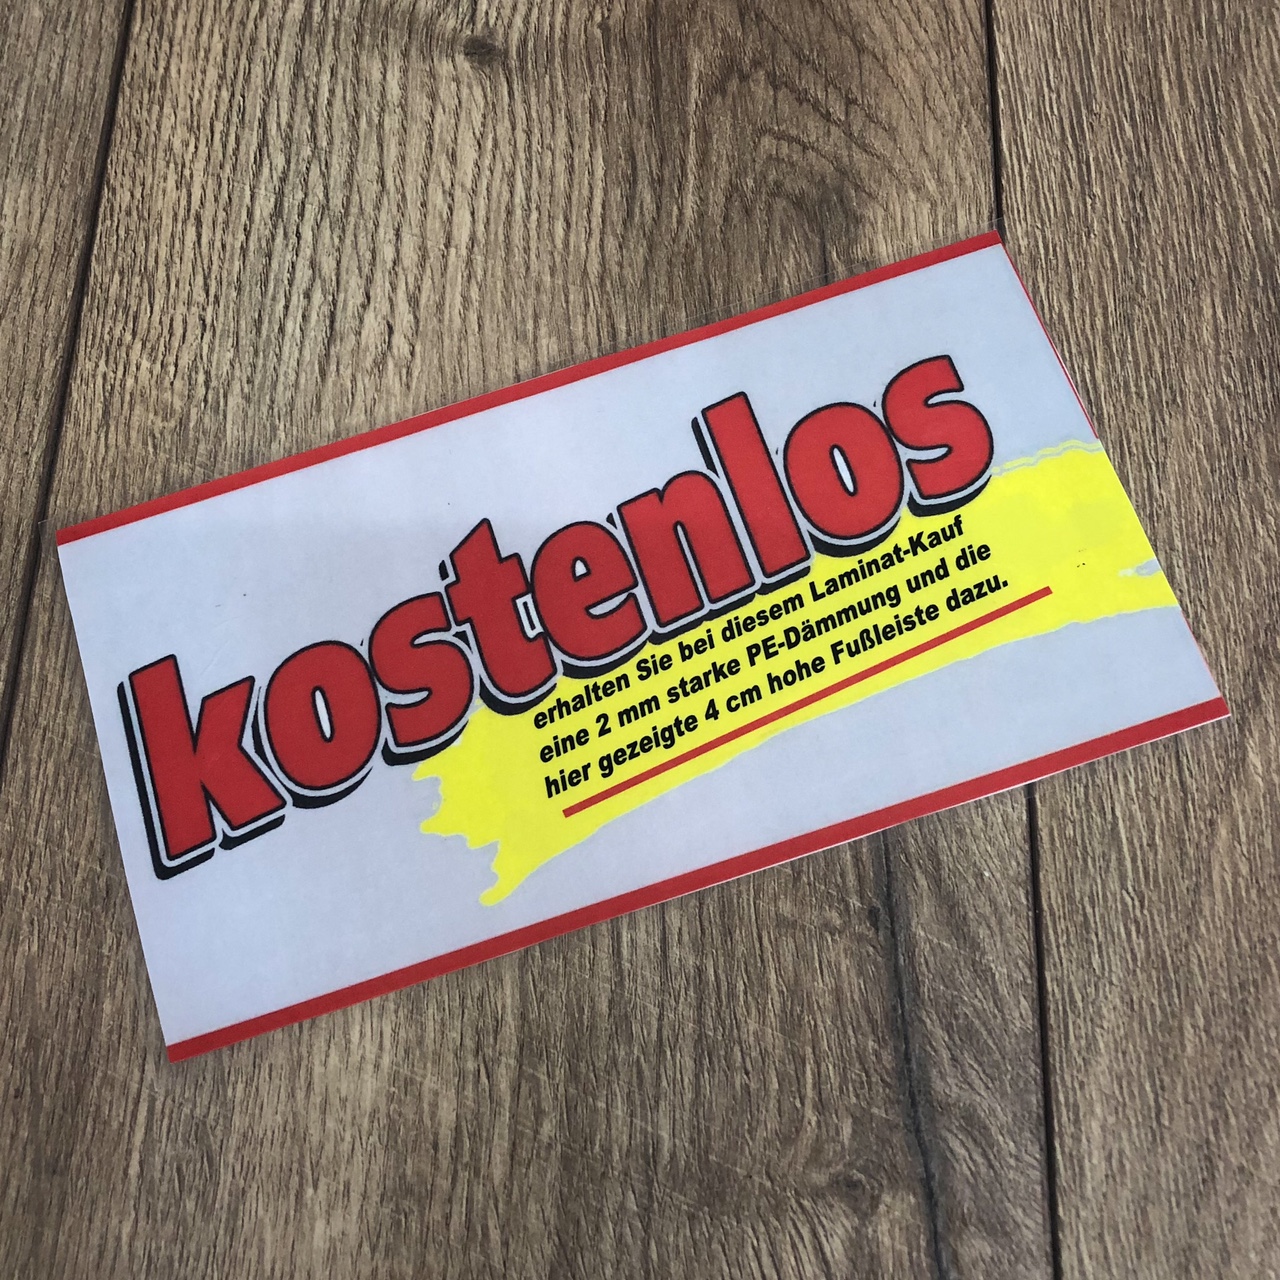 kostenlos
erhalten Sie bei diesem Laminat-Kauf
eine 2 mm starke PE-Dämmung und die
hier gezeigte 4 cm hohe Fußleiste dazu.